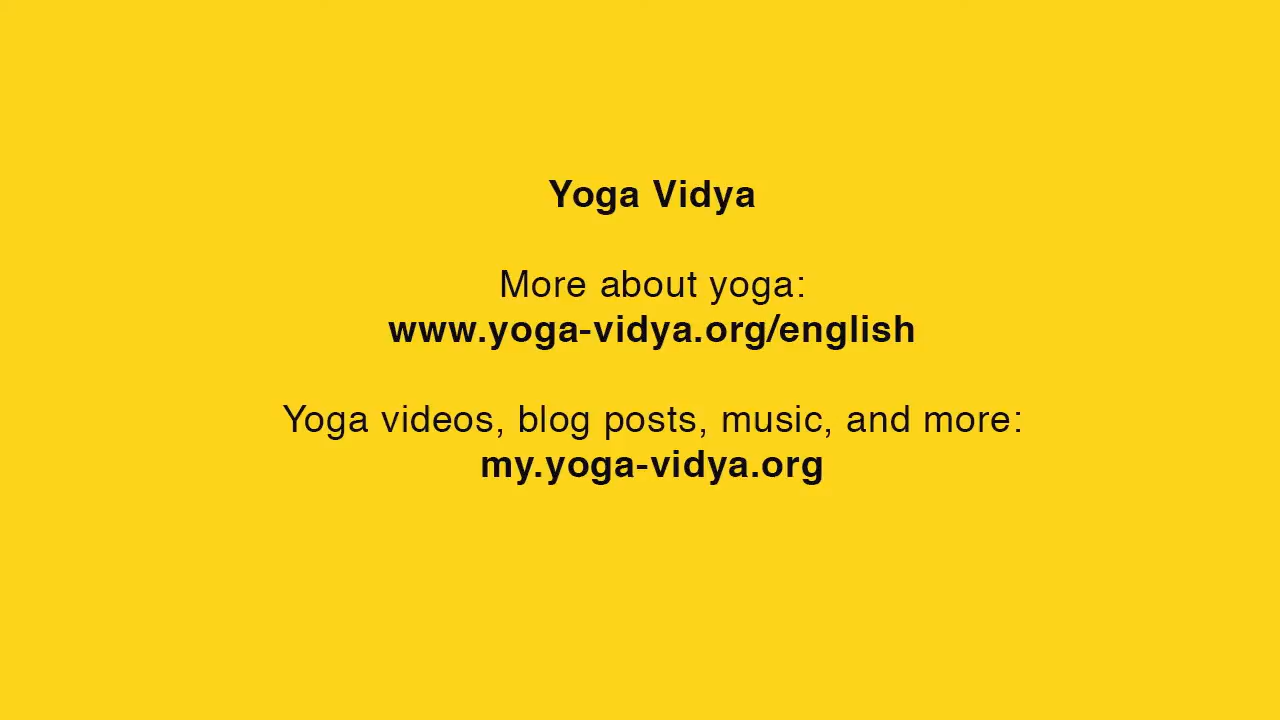 Yoga Vidya
More about yoga:
www.yoga-vidya.org/english
Yoga videos, blog posts, music, and more:
my.yoga-vidya.org